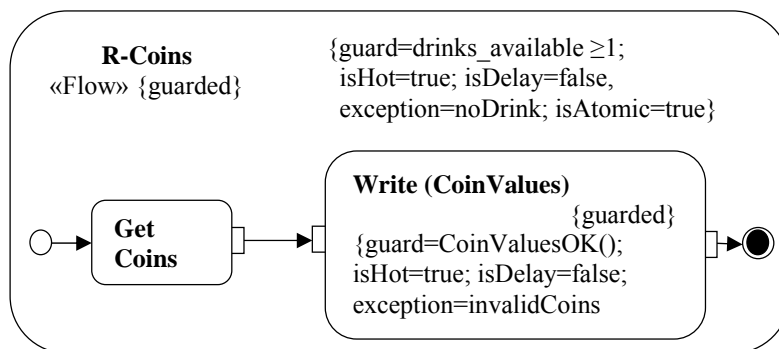 R-Coins
«Flow» {guarded}
{guard=drinks_available ≥1;
isHot=true; isDelay=false,
exception=noDrink; isAtomic=true}
Get
Coins
Write (CoinValues)
{guarded}
{guard=CoinValuesOK();
isHot=true; isDelay=false;
exception=invalidCoins